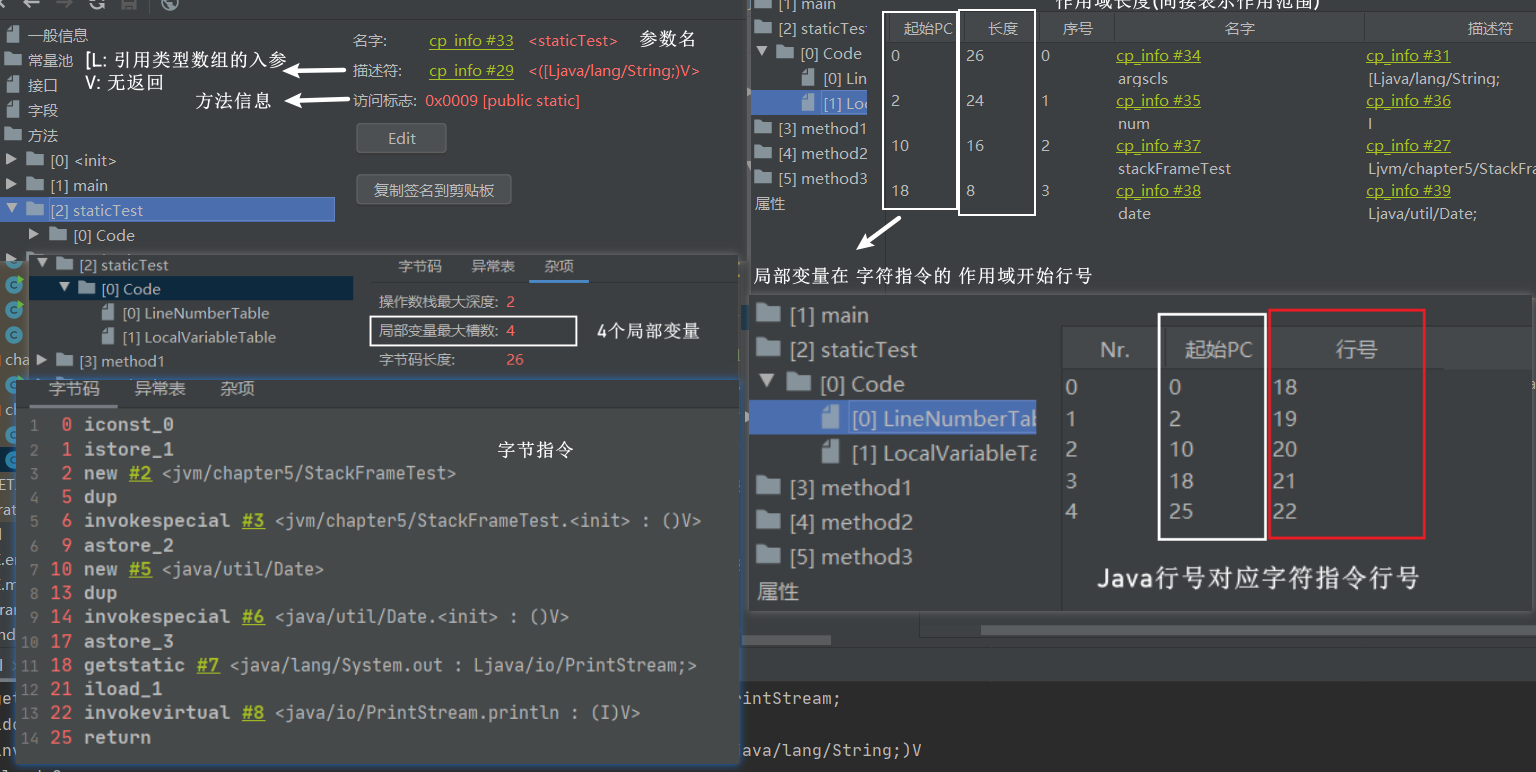 一般信息
常量池
接口
字段
方法
[0] <init>
[1] main
[2] staticTest
[0] Code
[L: 引用类型数组的入参
V: 无返回
方法信息
名字: cp_info #33 <staticTest> 参数名
描述符: cp_info #29 <([Ljava/lang/String;)V>
访问标志: 0x0009 [public static]
Edit
复制签名到剪贴板
[2] staticTest
[0] Code
[0] LineNumberTable
[1] LocalVariableTable
[3] method1
字节码 异常表 杂项
操作数栈最大深度: 2
局部变量最大槽数: 4
字节码长度: 26
4个局部变量
字节码 异常表 杂项
字节指令
1 0 iconst_0
2 1 istore_1
3 2 new #2 <jvm/chapter5/StackFrameTest>
4 5 dup
5 6 invokespecial #3 <jvm/chapter5/StackFrameTest.<init> : ()V>
6 9 astore_2
7 10 new #5 <java/util/Date>
8 13 dup
9 14 invokespecial #6 <java/util/Date.<init> : ()V>
10 17 astore_3
11 18 getstatic #7 <java/lang/System.out : Ljava/io/PrintStream;>
12 21 iload_1
13 22 invokevirtual #8 <java/io/PrintStream.println : (I)V>
14 25 return
作用域长度(间接表示作用范围)
[1] main
[2] staticTes
[0] Code
[0] Lin
[1] Loc
[3] method1
[4] method2
[5] method3
属性
起始PC 长度 序号 名字 描述符
0 26 0 cp_info #34 cp_info #31
argscls [Ljava/lang/String;
2 24 1 cp_info #35 cp_info #36
num I
10 16 2 cp_info #37 cp_info #27
stackFrameTest Ljvm/chapter5/StackFra
18 8 3 cp_info #38 cp_info #39
date Ljava/util/Date;
局部变量在 字符指令的 作用域开始行号
[1] main
[2] staticTest
[0] Code
[0] LineNumberTab
[1] LocalVariableTa
[3] method1
[4] method2
[5] method3
属性
Nr. 起始PC 行号
0 0 18
1 2 19
2 10 20
3 18 21
4 25 22
Java行号对应字符指令行号
rintStream;
java/lang/String;)V